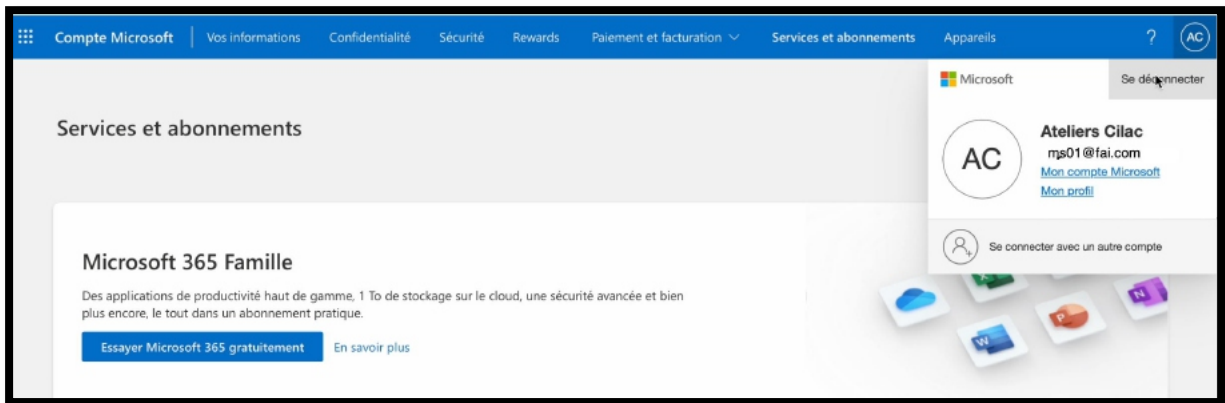 Compte Microsoft Vos informations Confidentialité Sécurité Rewards Paiement et facturation Services et abonnements Appareils ? AC
Microsoft Se déconnecter
Services et abonnements
AC
Ateliers Cilac
ms01@fai.com
Mon compte Microsoft
Mon profil
Se connecter avec un autre compte
Microsoft 365 Famille
Des applications de productivité haut de gamme, 1 To de stockage sur le cloud, une sécurité avancée et bien
plus encore, le tout dans un abonnement pratique.
Essayer Microsoft 365 gratuitement En savoir plus
X
N
P
W